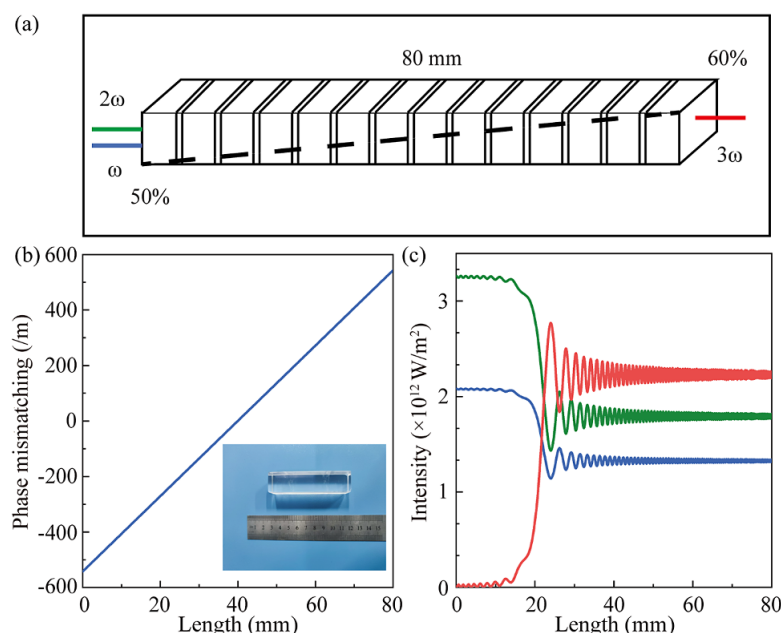 (a)
80 mm
60%
2ω
ω
3ω
50%
(b)
600
400
200
0
-200
-400
-600
Phase mismatching (/m)
0 20 40 60 80
Length (mm)
(c)
3
2
1
0
Intensity (×10¹² W/m²)
0 20 40 60 80
Length (mm)